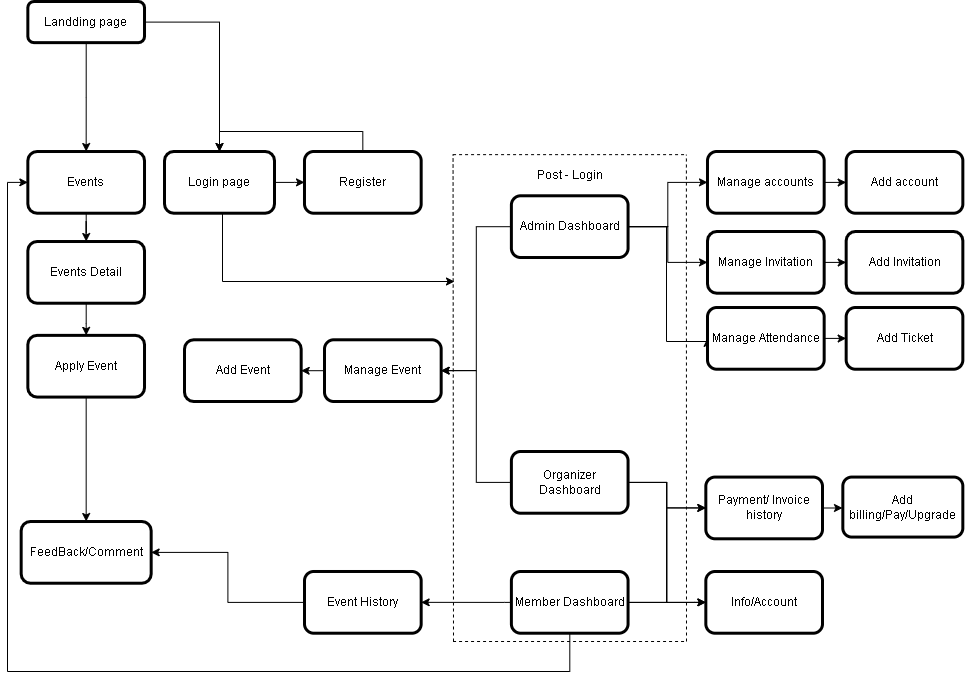 Landding page
Events
Login page
Register
Post - Login
Manage accounts
Add account
Admin Dashboard
Events Detail
Manage Invitation
Add Invitation
Manage Attendance
Add Ticket
Apply Event
Add Event
Manage Event
Organizer
Dashboard
Payment/ Invoice
history
Add
billing/Pay/Upgrade
FeedBack/Comment
Event History
Member Dashboard
Info/Account